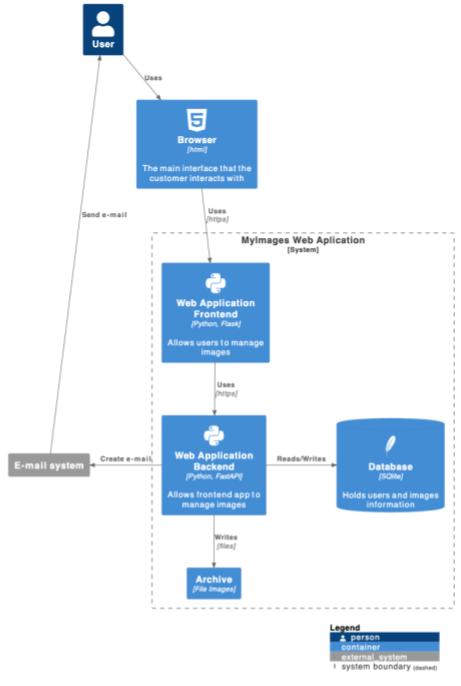 User
Uses
Browser
[html]
The main interface that the
customer interacts with
Send e-mail
Uses
[https]
MyImages Web Aplication
[System]
Web Application
Frontend
[Python, Flask]
Allows users to manage
images
Uses
[https]
E-mail system
Create e-mail
Web Application
Backend
[Python, FastAPI]
Allows frontend app to
manage images
Reads/Writes
Database
[SQlite]
Holds users and images
information
Writes
[files]
Archive
[File Images]
Legend
person
container
external_system
system boundary (dashed)